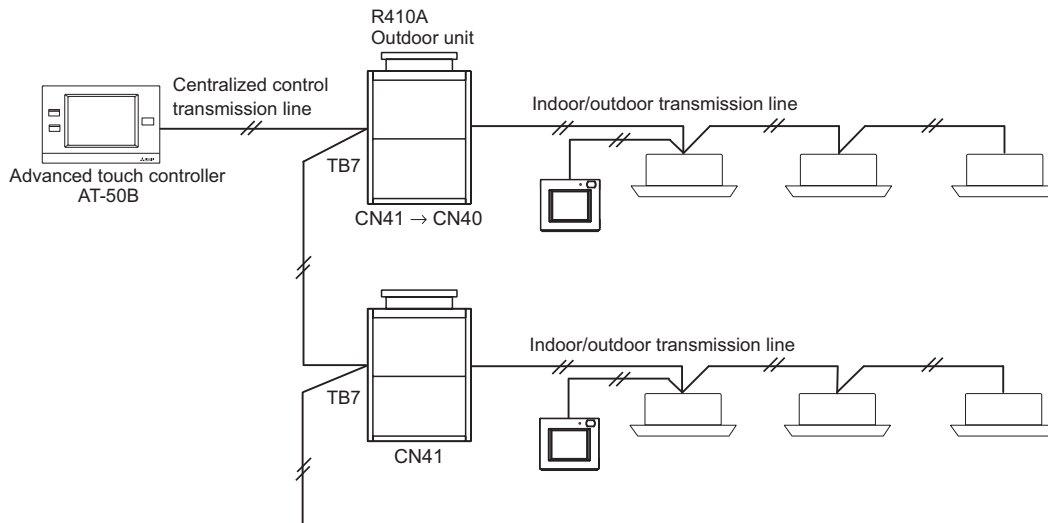 R410A
Outdoor unit
Centralized control
transmission line
Indoor/outdoor transmission line
TB7
Advanced touch controller
AT-50B
CN41 → CN40
Indoor/outdoor transmission line
TB7
CN41